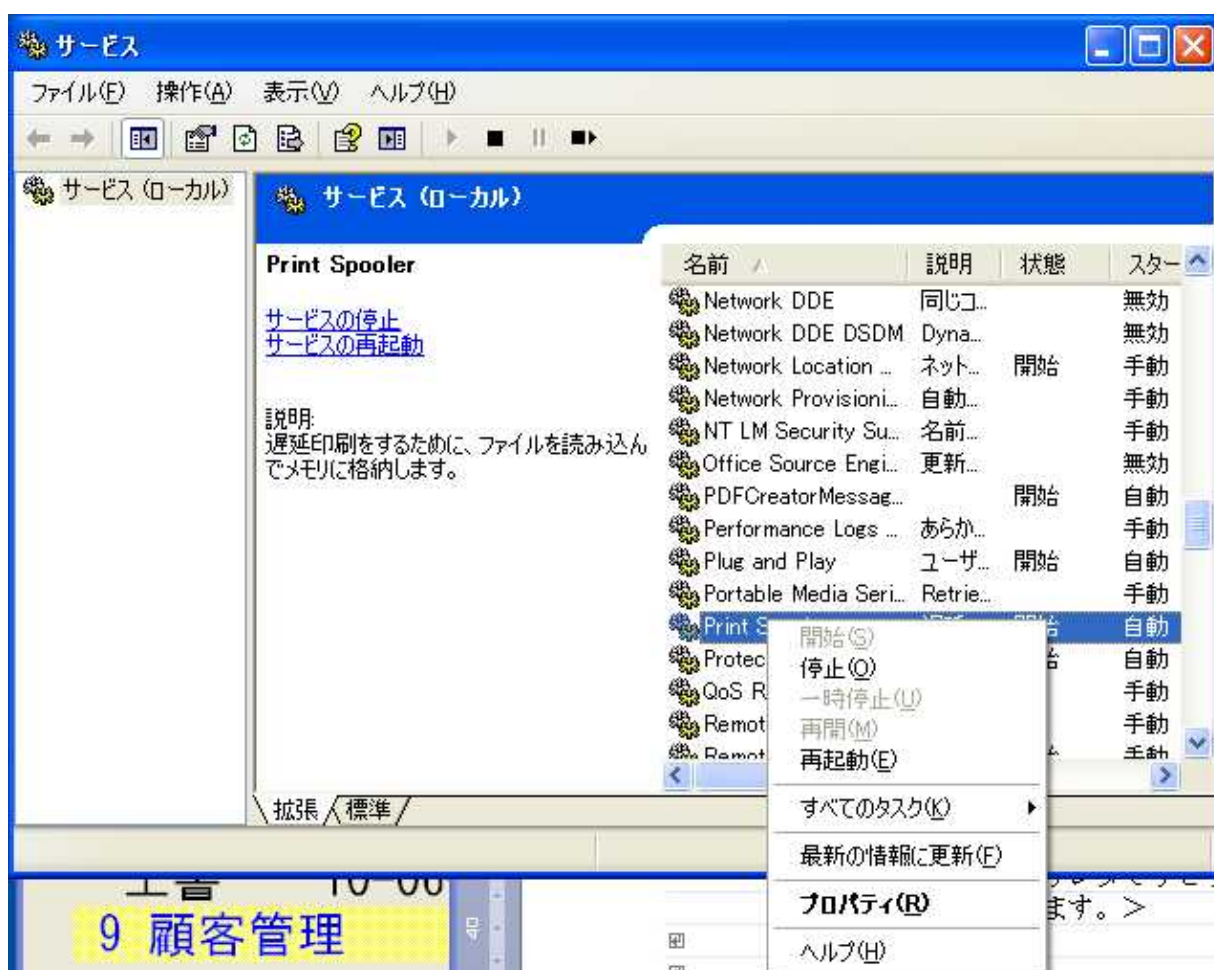 サービス
ファイル(F) 操作(A) 表示(V) ヘルプ(H)
サービス (ローカル)
サービス (ローカル)
Print Spooler
サービスの停止
サービスの再起動
説明:
遅延印刷をするために、ファイルを読み込ん
でメモリに格納します。
名前 説明 状態 スター
Network DDE 同じコ... 無効
Network DDE DSDM Dyna... 無効
Network Location ... ネット... 開始 手動
Network Provisioni... 自動... 手動
NT LM Security Su... 名前... 手動
Office Source Engi... 更新... 無効
PDFCreatorMessag... 開始 自動
Performance Logs ... あらか... 手動
Plug and Play ユーザ... 開始 自動
Portable Media Seri... Retrie... 手動
Print S 自動
Protec 自動
QoS R 手動
Remot 手動
Remot 手動
開始(S)
停止(O)
一時停止(U)
再開(M)
再起動(E)
すべてのタスク(K)
最新の情報に更新(F)
プロパティ(R)
ヘルプ(H)
拡張 標準
9 顧客管理
40
ます。>